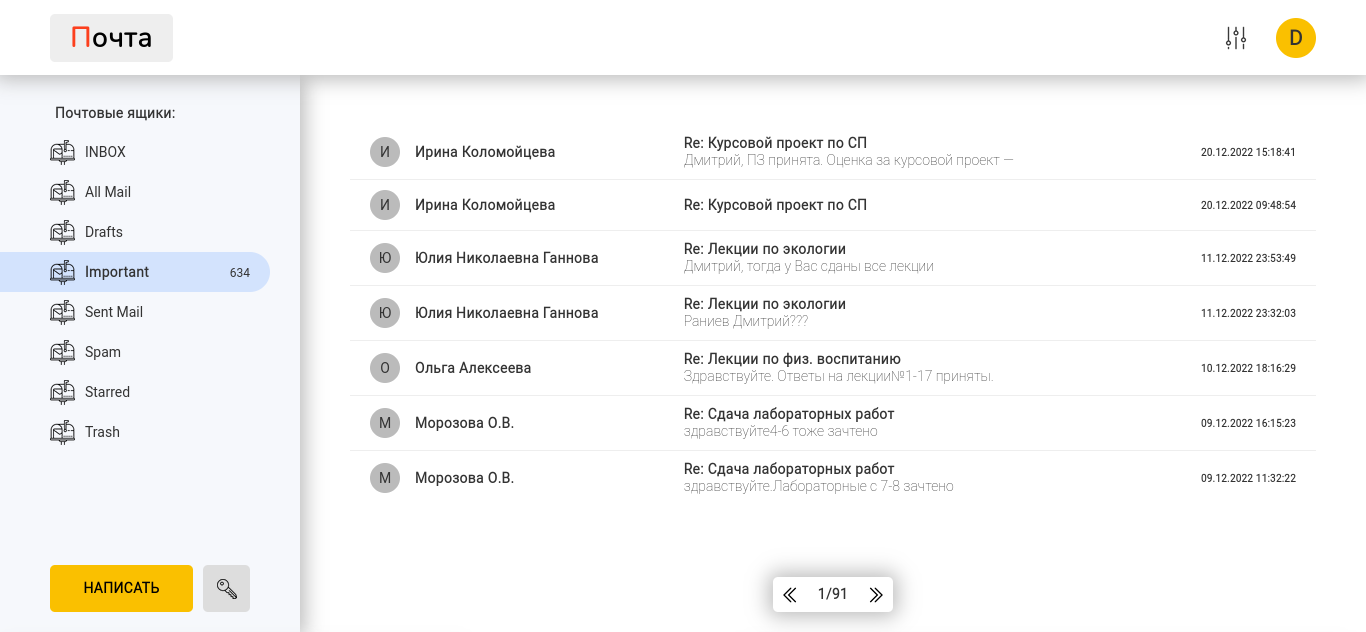 Почта
D
Почтовые ящики:
INBOX
All Mail
Drafts
Important 634
Sent Mail
Spam
Starred
Trash
НАПИСАТЬ
И Ирина Коломойцева Re: Курсовой проект по СП 20.12.2022 15:18:41
Дмитрий, ПЗ принята. Оценка за курсовой проект —
И Ирина Коломойцева Re: Курсовой проект по СП 20.12.2022 09:48:54
Ю Юлия Николаевна Ганнова Re: Лекции по экологии 11.12.2022 23:53:49
Дмитрий, тогда у Вас сданы все лекции
Ю Юлия Николаевна Ганнова Re: Лекции по экологии 11.12.2022 23:32:03
Раниев Дмитрий???
О Ольга Алексеева Re: Лекции по физ. воспитанию 10.12.2022 18:16:29
Здравствуйте. Ответы на лекции№1-17 приняты.
М Морозова О.В. Re: Сдача лабораторных работ 09.12.2022 16:15:23
здравствуйте4-6 тоже зачтено
М Морозова О.В. Re: Сдача лабораторных работ 09.12.2022 11:32:22
здравствуйте.Лабораторные с 7-8 зачтено
1/91